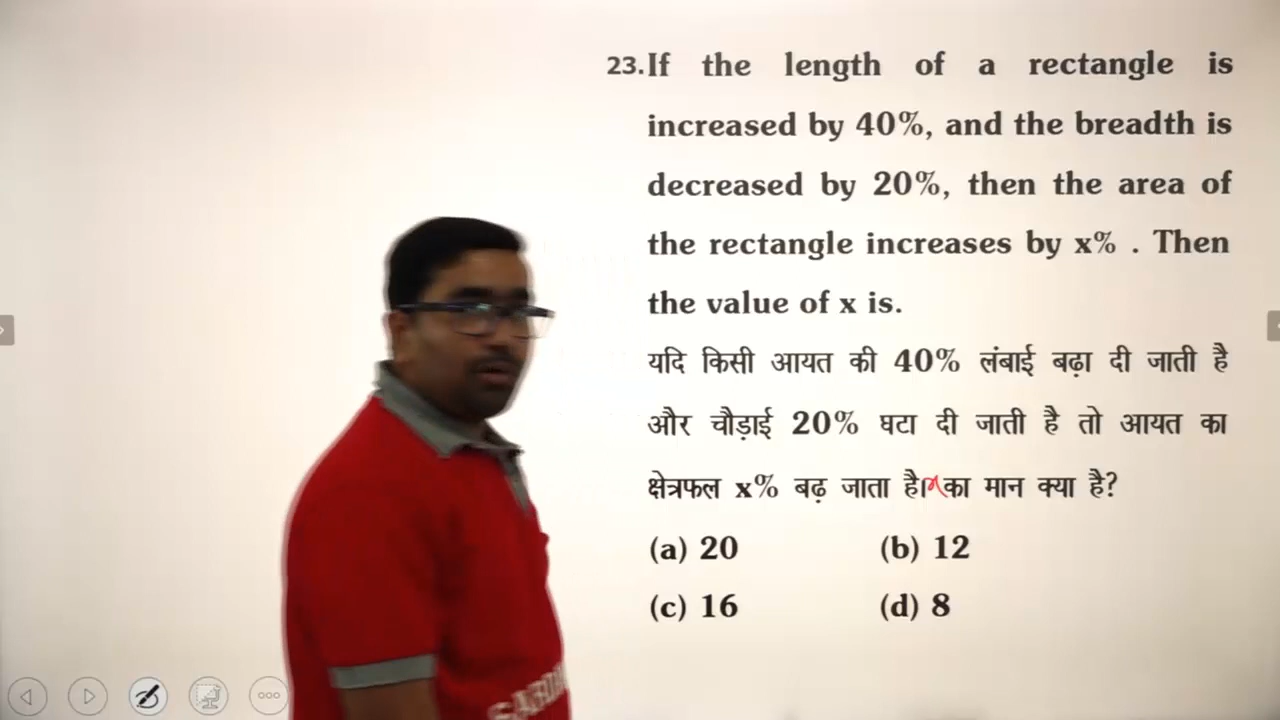 23. If the length of a rectangle is
increased by 40%, and the breadth is
decreased by 20%, then the area of
the rectangle increases by x% . Then
the value of x is.
यदि किसी आयत की 40% लंबाई बढ़ा दी जाती है
और चौड़ाई 20% घटा दी जाती है तो आयत का
क्षेत्रफल x% बढ़ जाता है। x का मान क्या है?
(a) 20 (b) 12
(c) 16 (d) 8